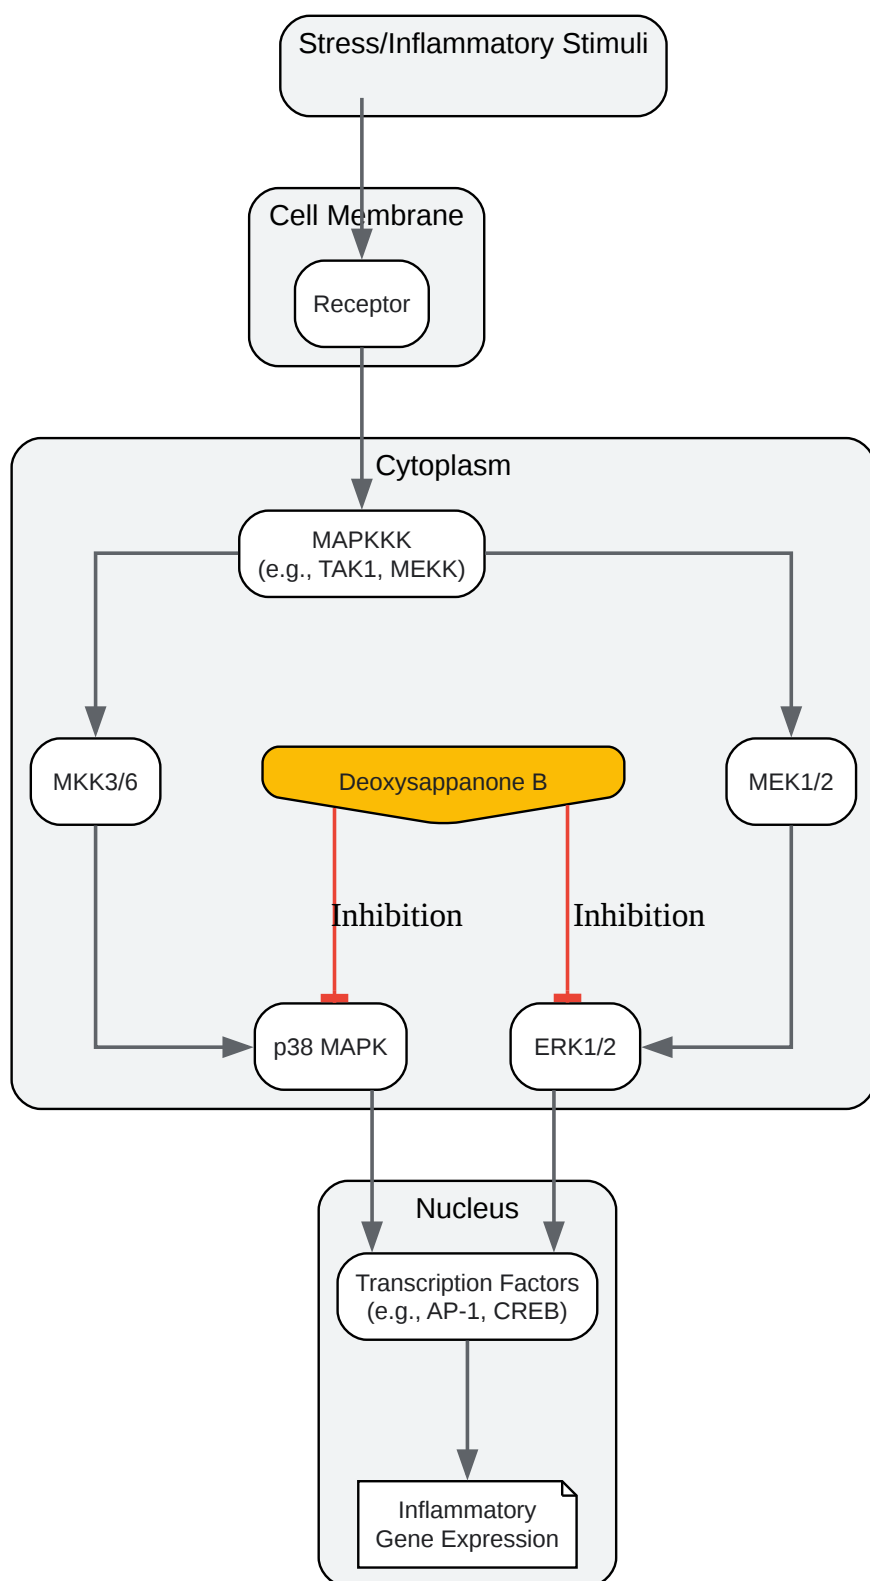 Stress/Inflammatory Stimuli
Cell Membrane
Receptor
Cytoplasm
MAPKKK
(e.g., TAK1, MEKK)
MKK3/6
Deoxysappanone B
MEK1/2
Inhibition
Inhibition
p38 MAPK
ERK1/2
Nucleus
Transcription Factors
(e.g., AP-1, CREB)
Inflammatory
Gene Expression